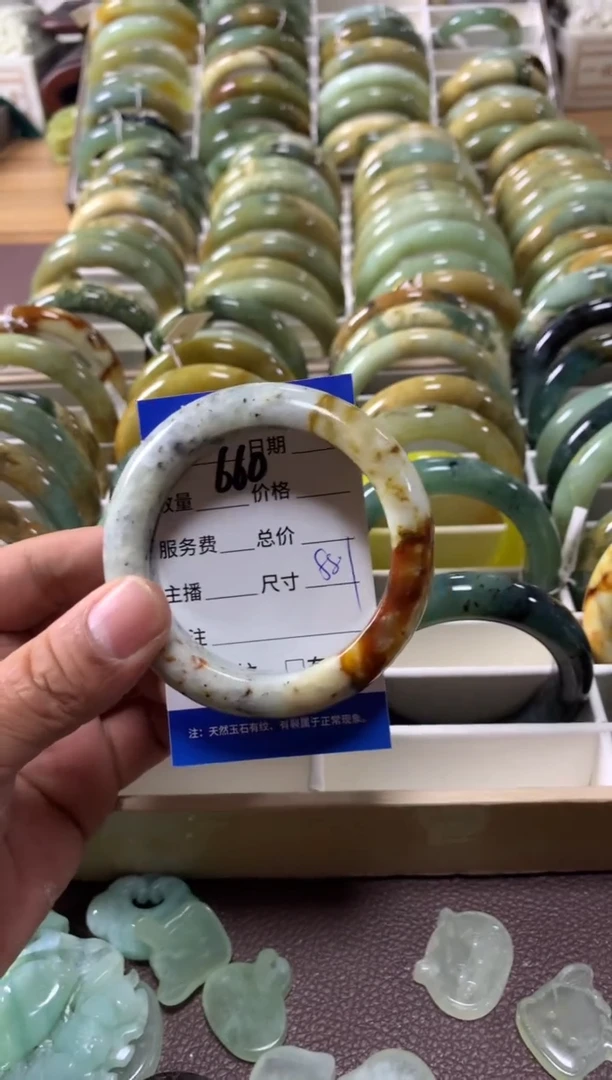 日期
660
数量 价格
服务费 总价
主播 尺寸 58
注
注:天然玉石有纹、有裂属于正常现象。